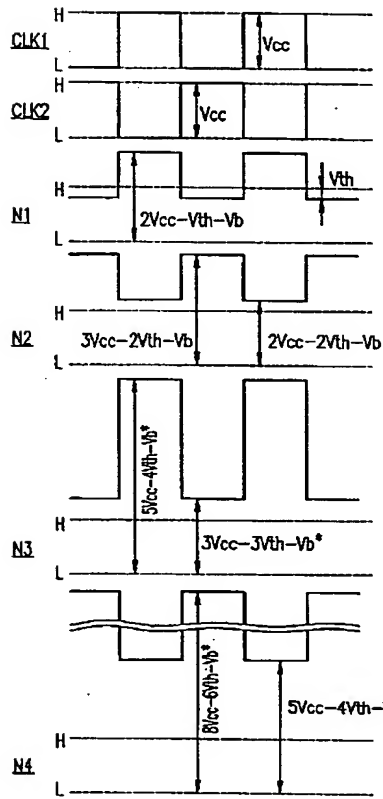 H
CLK1
Vcc
L
H
CLK2
Vcc
L
H
Vth
N1
2Vcc-Vth-Vb
L
H
N2
3Vcc-2Vth-Vb
2Vcc-2Vth-Vb
L
5Vcc-4Vth-Vb*
H
N3
3Vcc-3Vth-Vb*
L
8Vcc-6Vth-Vb*
5Vcc-4Vth-
H
N4
L